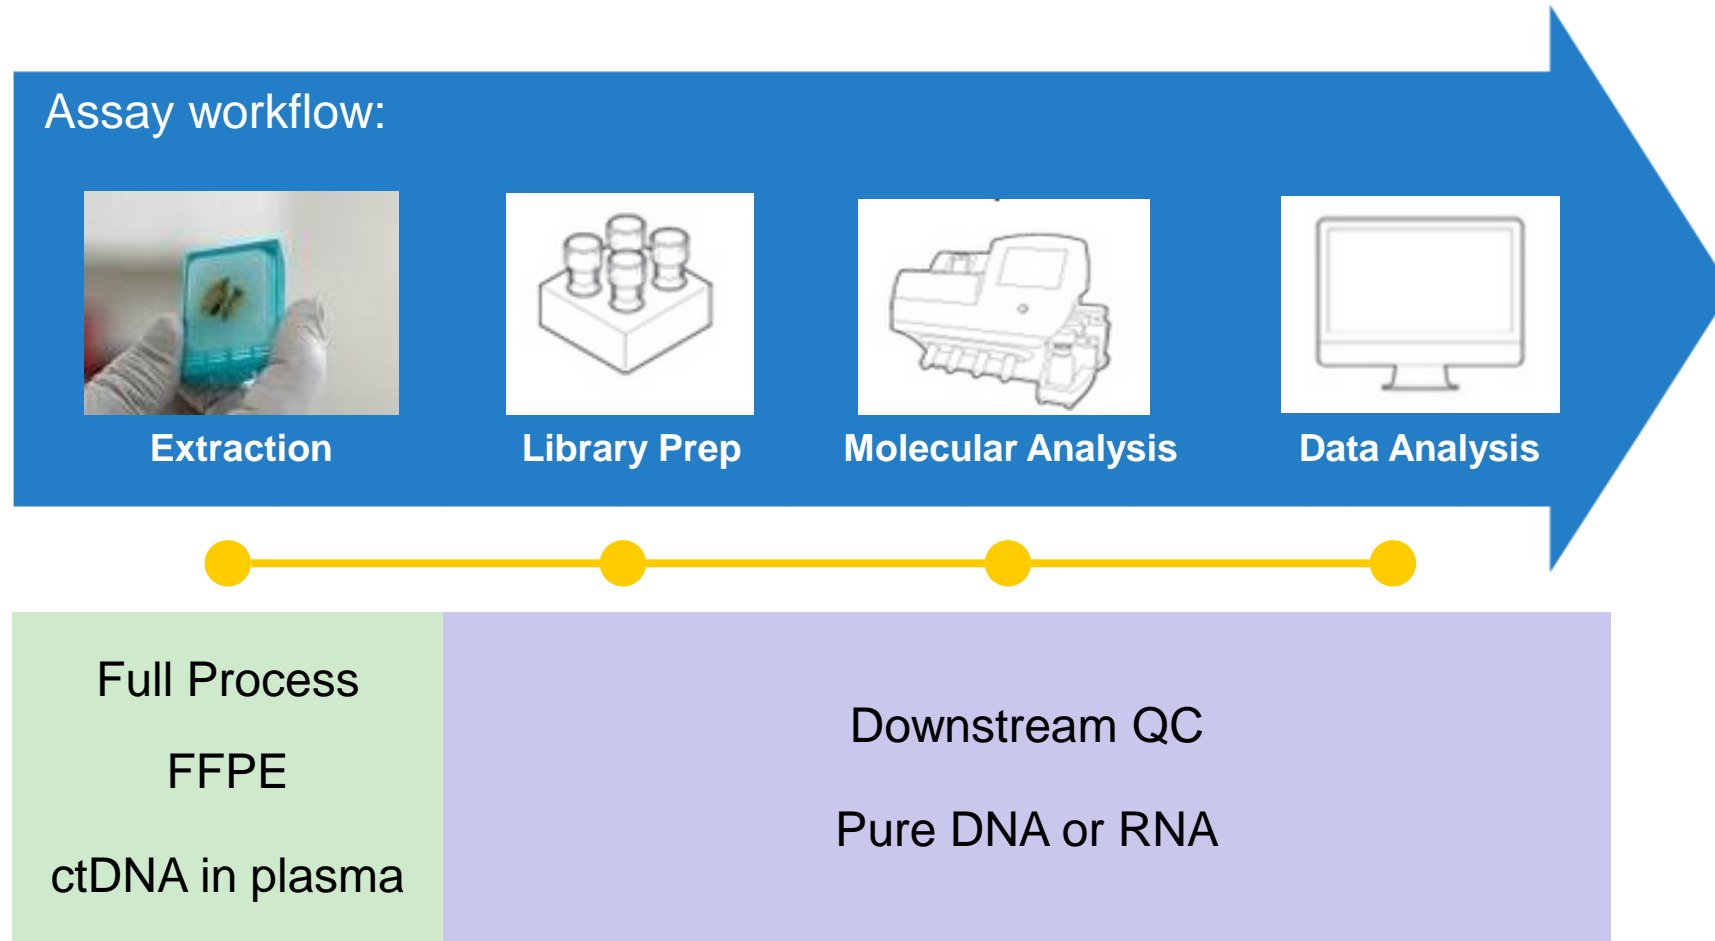 Assay workflow:
Extraction
Library Prep
Molecular Analysis
Data Analysis
Full Process
FFPE
ctDNA in plasma
Downstream QC
Pure DNA or RNA